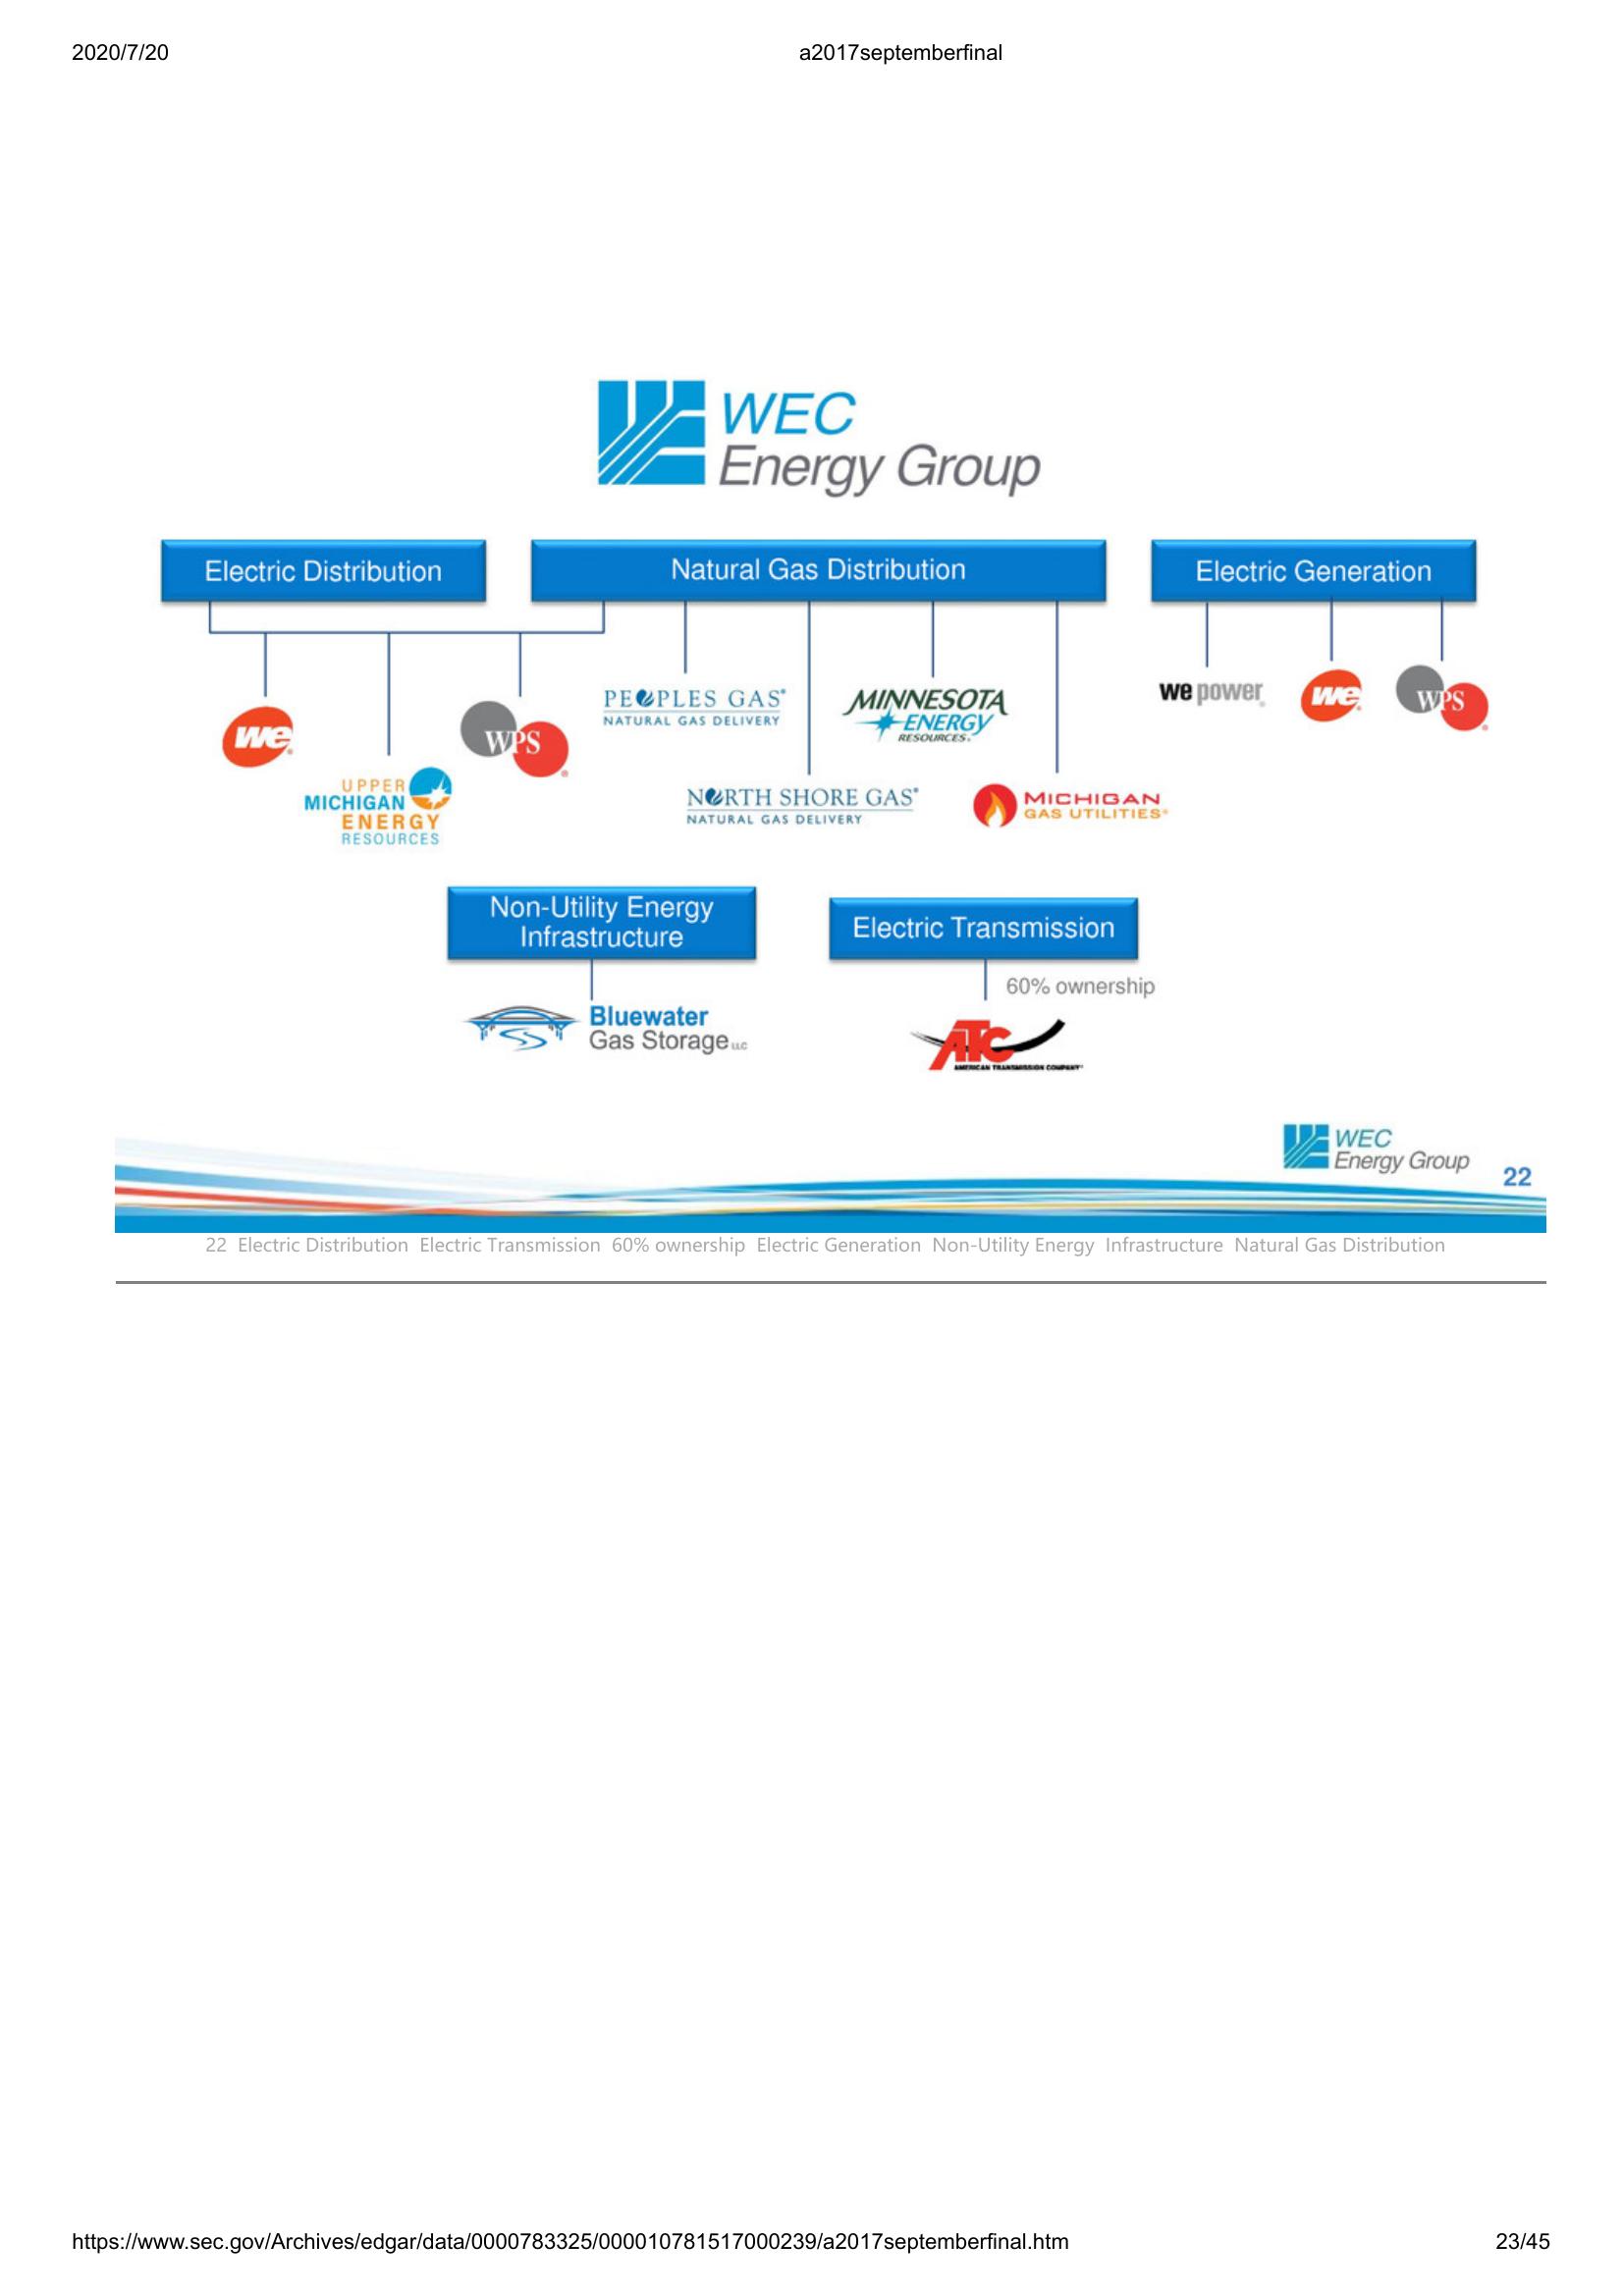 2020/7/20
a2017septemberfinal
WEC
Energy Group
Electric Distribution
Natural Gas Distribution
Electric Generation
we
UPPER
MICHIGAN
ENERGY
RESOURCES
WPS
PEOPLES GAS®
NATURAL GAS DELIVERY
NORTH SHORE GAS®
NATURAL GAS DELIVERY
MINNESOTA
ENERGY
RESOURCES®
MICHIGAN
GAS UTILITIES®
we power®
we
WPS
Non-Utility Energy
Infrastructure
Electric Transmission
60% ownership
Bluewater
Gas Storage LLC
ATC
AMERICAN TRANSMISSION COMPANY®
WEC
Energy Group
22
22 Electric Distribution Electric Transmission 60% ownership Electric Generation Non-Utility Energy Infrastructure Natural Gas Distribution
https://www.sec.gov/Archives/edgar/data/0000783325/000010781517000239/a2017septemberfinal.htm
23/45